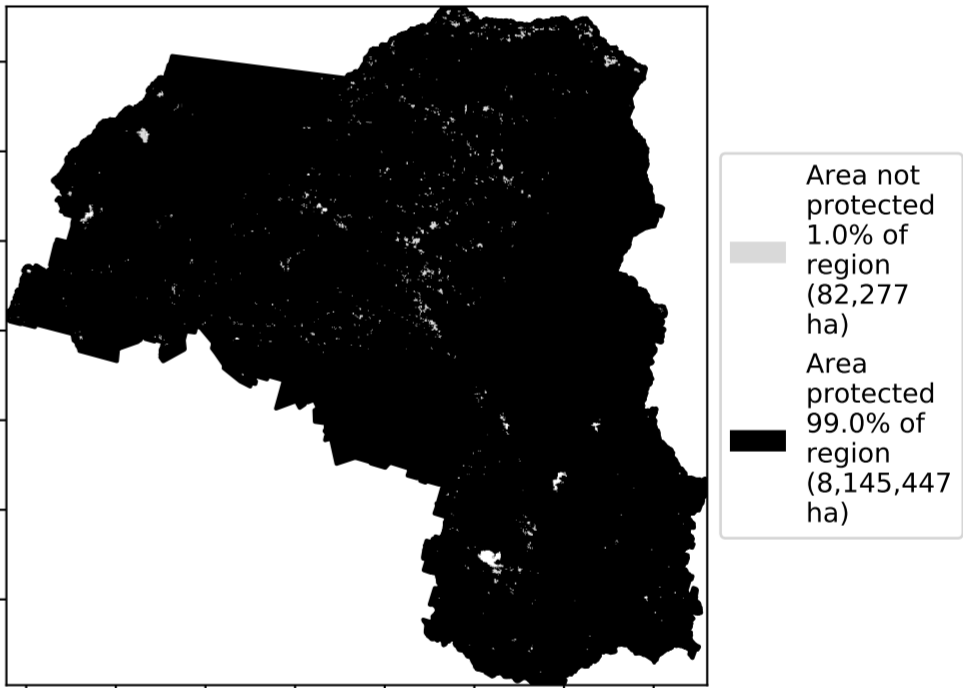 Area not
protected
1.0% of
region
(82,277
ha)
Area
protected
99.0% of
region
(8,145,447
ha)